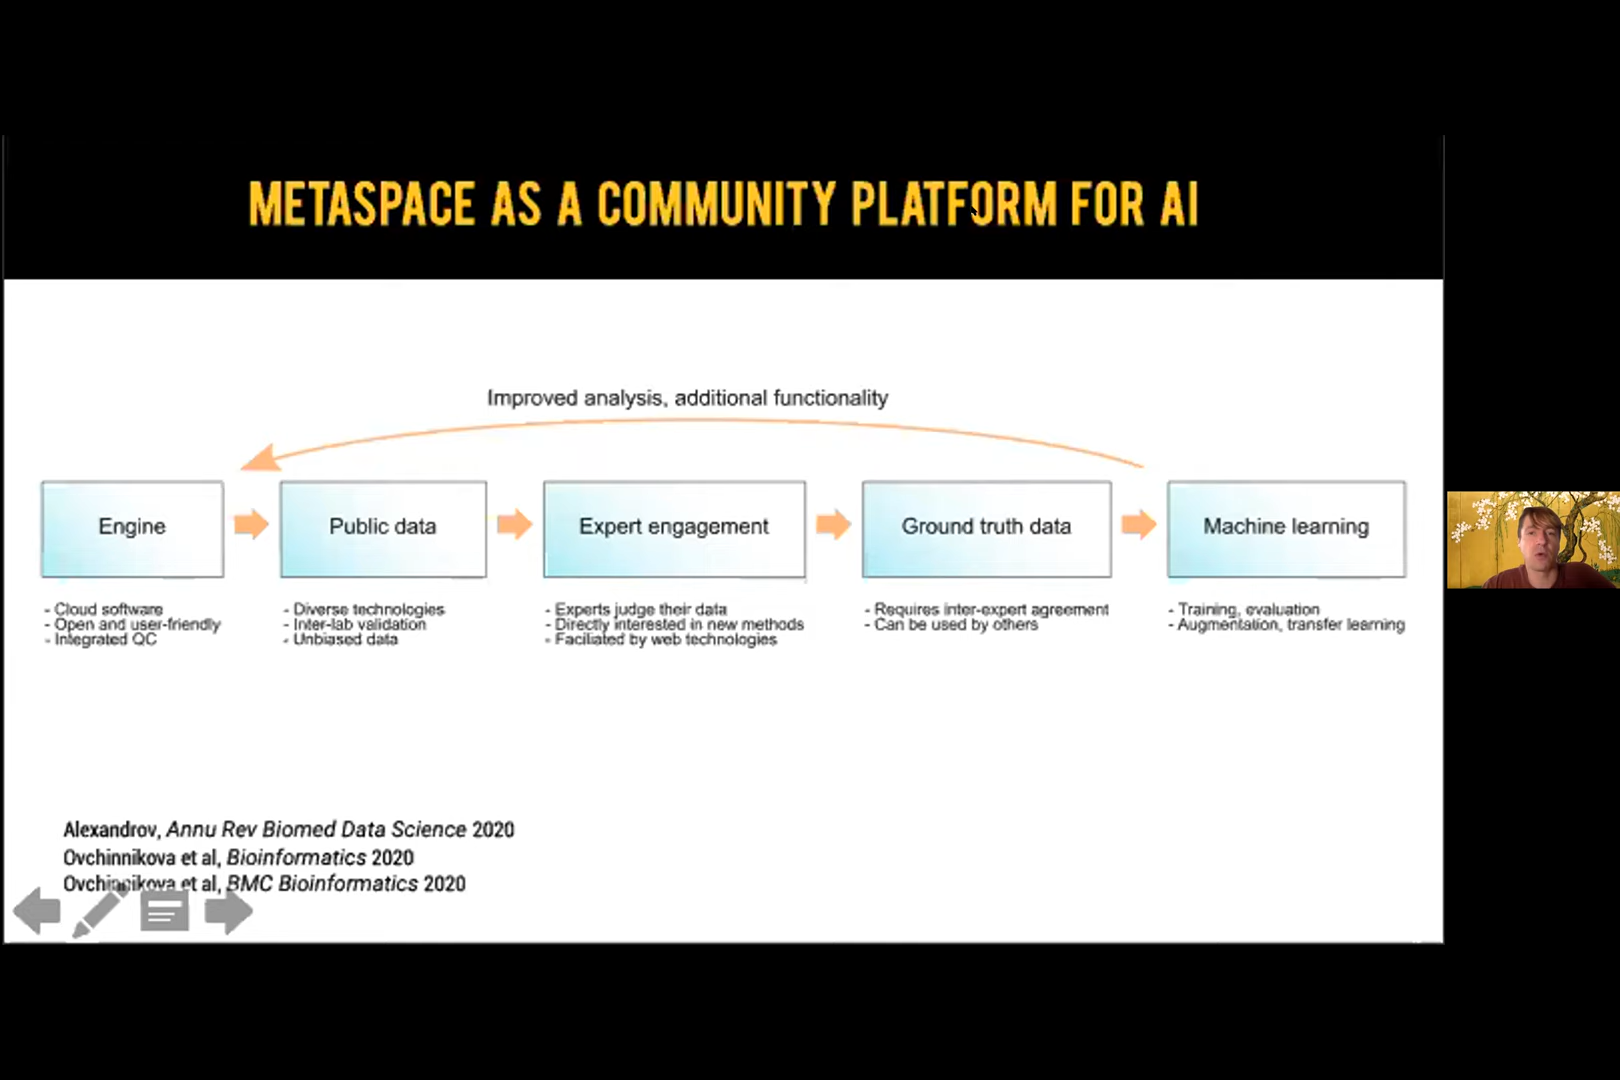 METASPACE AS A COMMUNITY PLATFORM FOR AI
Improved analysis, additional functionality
Engine
Public data
Expert engagement
Ground truth data
Machine learning
- Cloud software
- Open and user-friendly
- Integrated QC
- Diverse technologies
- Inter-lab validation
- Unbiased data
- Experts judge their data
- Directly interested in new methods
- Faciliated by web technologies
- Requires inter-expert agreement
- Can be used by others
- Training, evaluation
- Augmentation, transfer learning
Alexandrov, Annu Rev Biomed Data Science 2020
Ovchinnikova et al, Bioinformatics 2020
Ovchinnikova et al, BMC Bioinformatics 2020